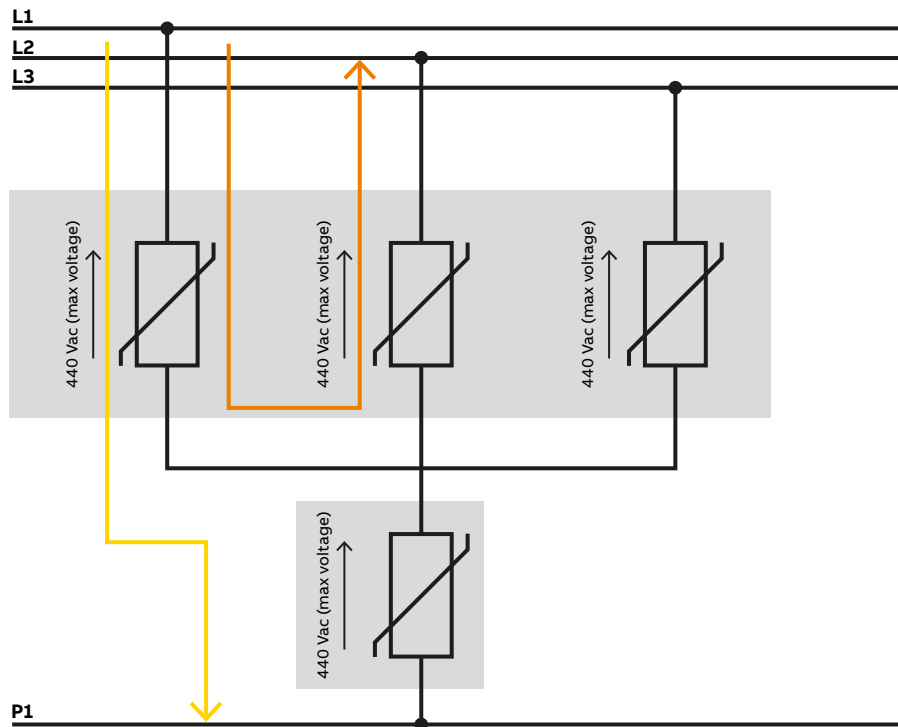 L1
L2
L3
440 Vac (max voltage)
440 Vac (max voltage)
440 Vac (max voltage)
440 Vac (max voltage)
P1